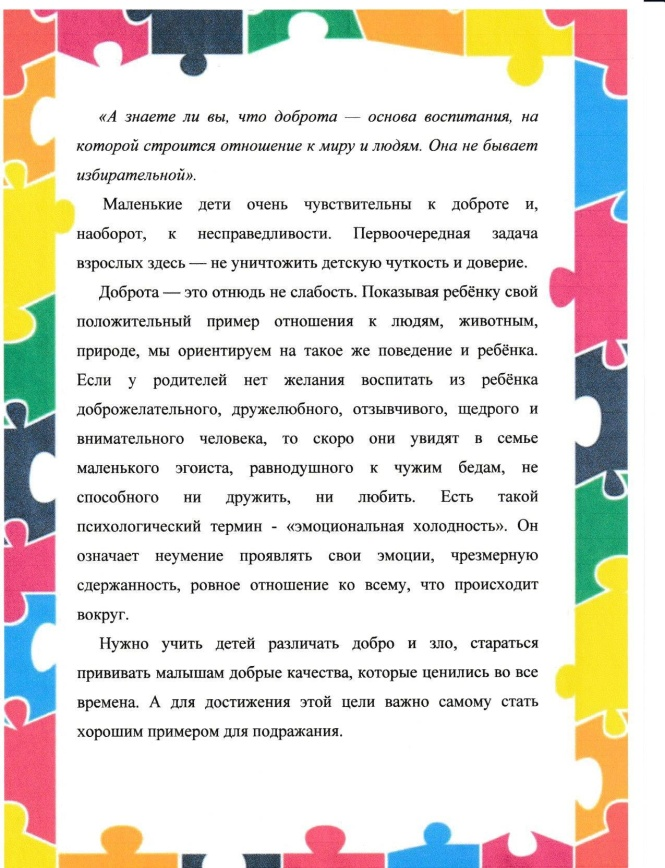 «А знаете ли вы, что доброта — основа воспитания, на
которой строится отношение к миру и людям. Она не бывает
избирательной».
Маленькие дети очень чувствительны к доброте и,
наоборот, к несправедливости. Первоочередная задача
взрослых здесь — не уничтожить детскую чуткость и доверие.
Доброта — это отнюдь не слабость. Показывая ребёнку свой
положительный пример отношения к людям, животным,
природе, мы ориентируем на такое же поведение и ребёнка.
Если у родителей нет желания воспитать из ребёнка
доброжелательного, дружелюбного, отзывчивого, щедрого и
внимательного человека, то скоро они увидят в семье
маленького эгоиста, равнодушного к чужим бедам, не
способного ни дружить, ни любить. Есть такой
психологический термин - «эмоциональная холодность». Он
означает неумение проявлять свои эмоции, чрезмерную
сдержанность, ровное отношение ко всему, что происходит
вокруг.
Нужно учить детей различать добро и зло, стараться
прививать малышам добрые качества, которые ценились во все
времена. А для достижения этой цели важно самому стать
хорошим примером для подражания.